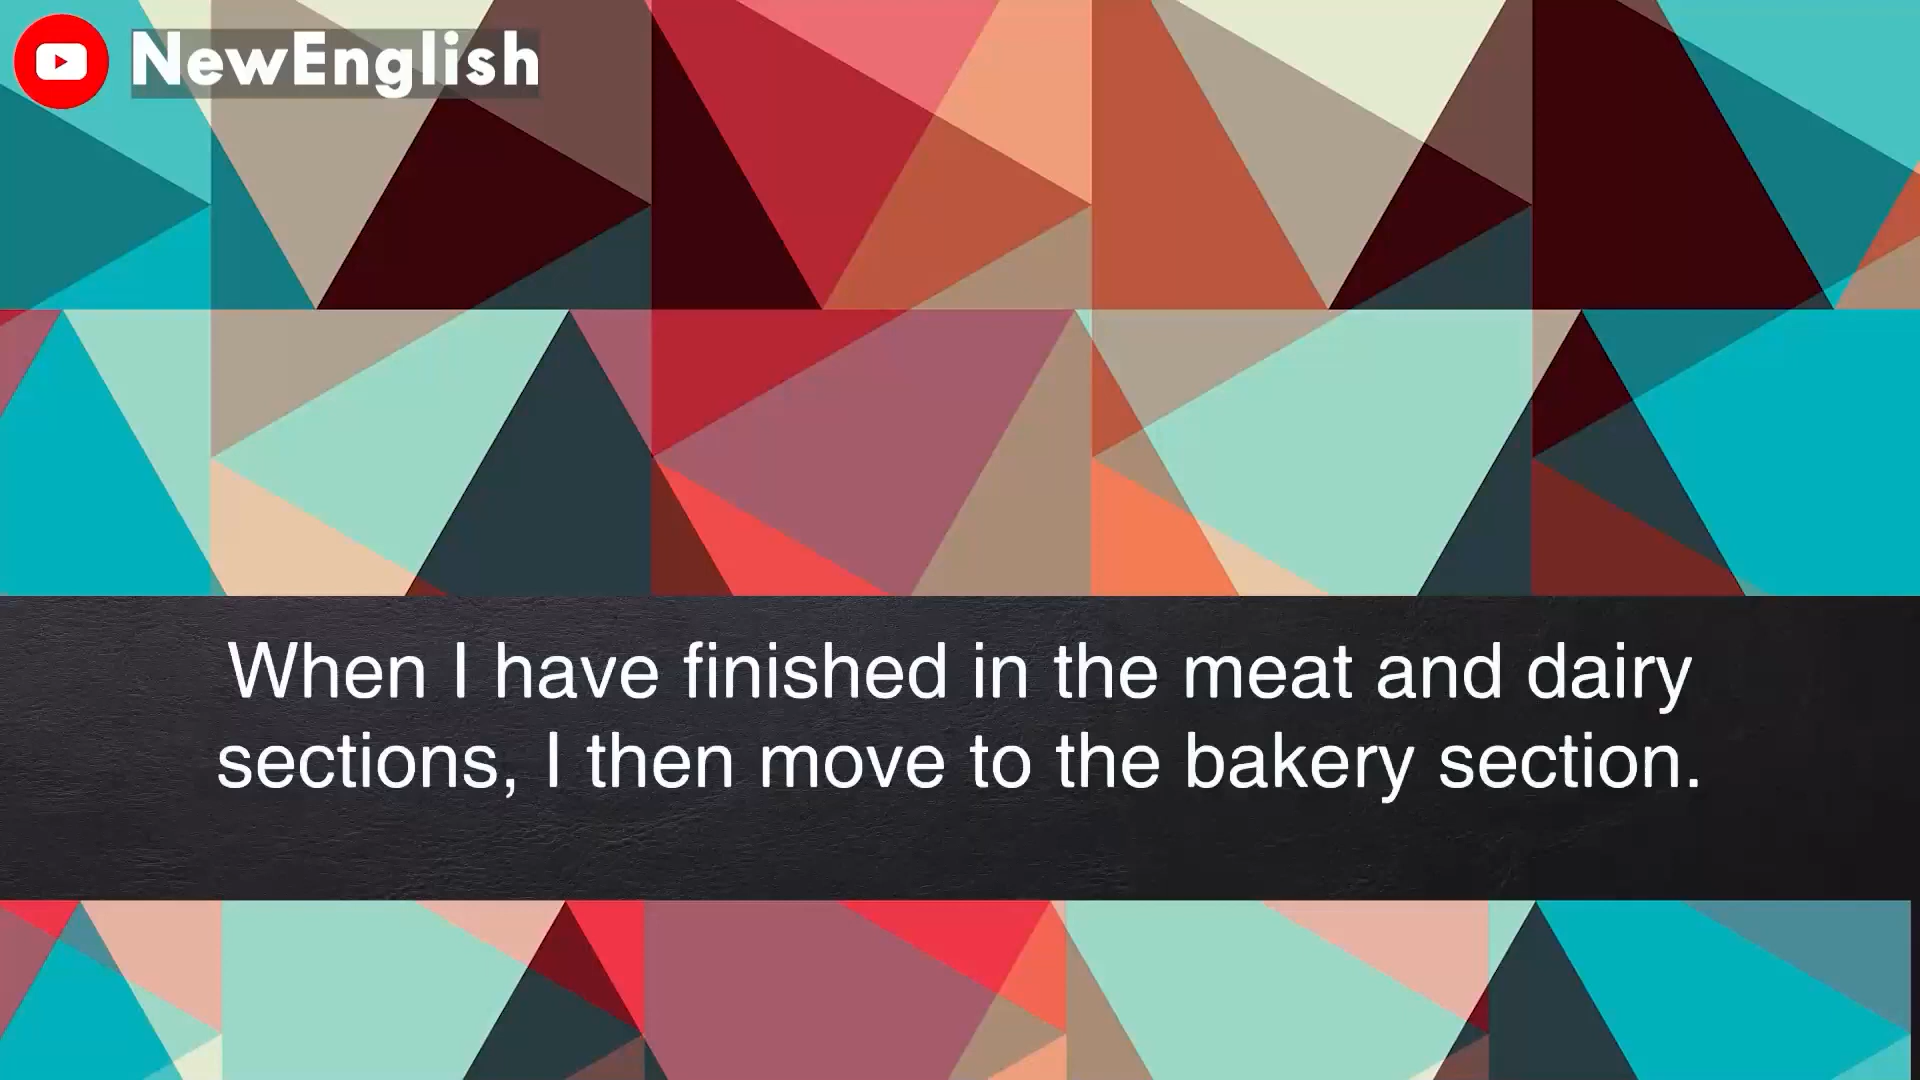 NewEnglish
When I have finished in the meat and dairy
sections, I then move to the bakery section.